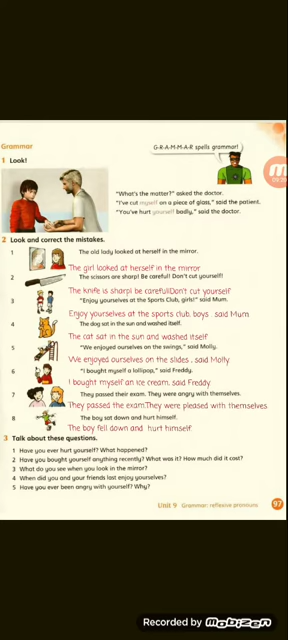 Grammar
G-R-A-M-M-A-R spells grammar!
1 Look!
"What's the matter?" asked the doctor.
"I've cut myself on a piece of glass," said the patient.
"You've hurt yourself badly," said the doctor.
2 Look and correct the mistakes.
1 The old lady looked at herself in the mirror.
The girl looked at herself in the mirror
2 The scissors are sharp! Be careful! Don't cut yourself!
The knife is sharp! be careful!Don't cut yourself
3 "Enjoy yourselves at the Sports Club, girls!" said Mum.
Enjoy yourselves at the sports club, boys said Mum
4 The dog sat in the sun and washed itself.
The cat sat in the sun and washed itself
5 "We enjoyed ourselves on the swings," said Molly.
We enjoyed ourselves on the slides , said Molly
6 "I bought myself a lollipop," said Freddy.
I bought myself an ice cream, said Freddy
7 They passed their exam. They were angry with themselves.
They passed the exam.They were pleased with themselves
8 The boy sat down and hurt himself.
The boy fell down and hurt himself
3 Talk about these questions.
1 Have you ever hurt yourself? What happened?
2 Have you bought yourself anything recently? What was it? How much did it cost?
3 What do you see when you look in the mirror?
4 When did you and your friends last enjoy yourselves?
5 Have you ever been angry with yourself? Why?
Unit 9 Grammar: reflexive pronouns 97
Recorded by mobizen